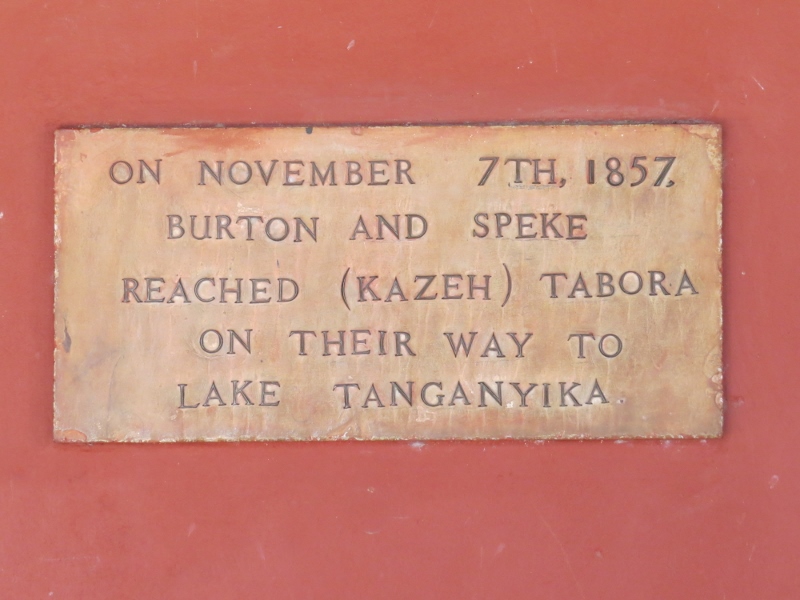 ON NOVEMBER 7TH, 1857,
BURTON AND SPEKE
REACHED (KAZEH) TABORA
ON THEIR WAY TO
LAKE TANGANYIKA